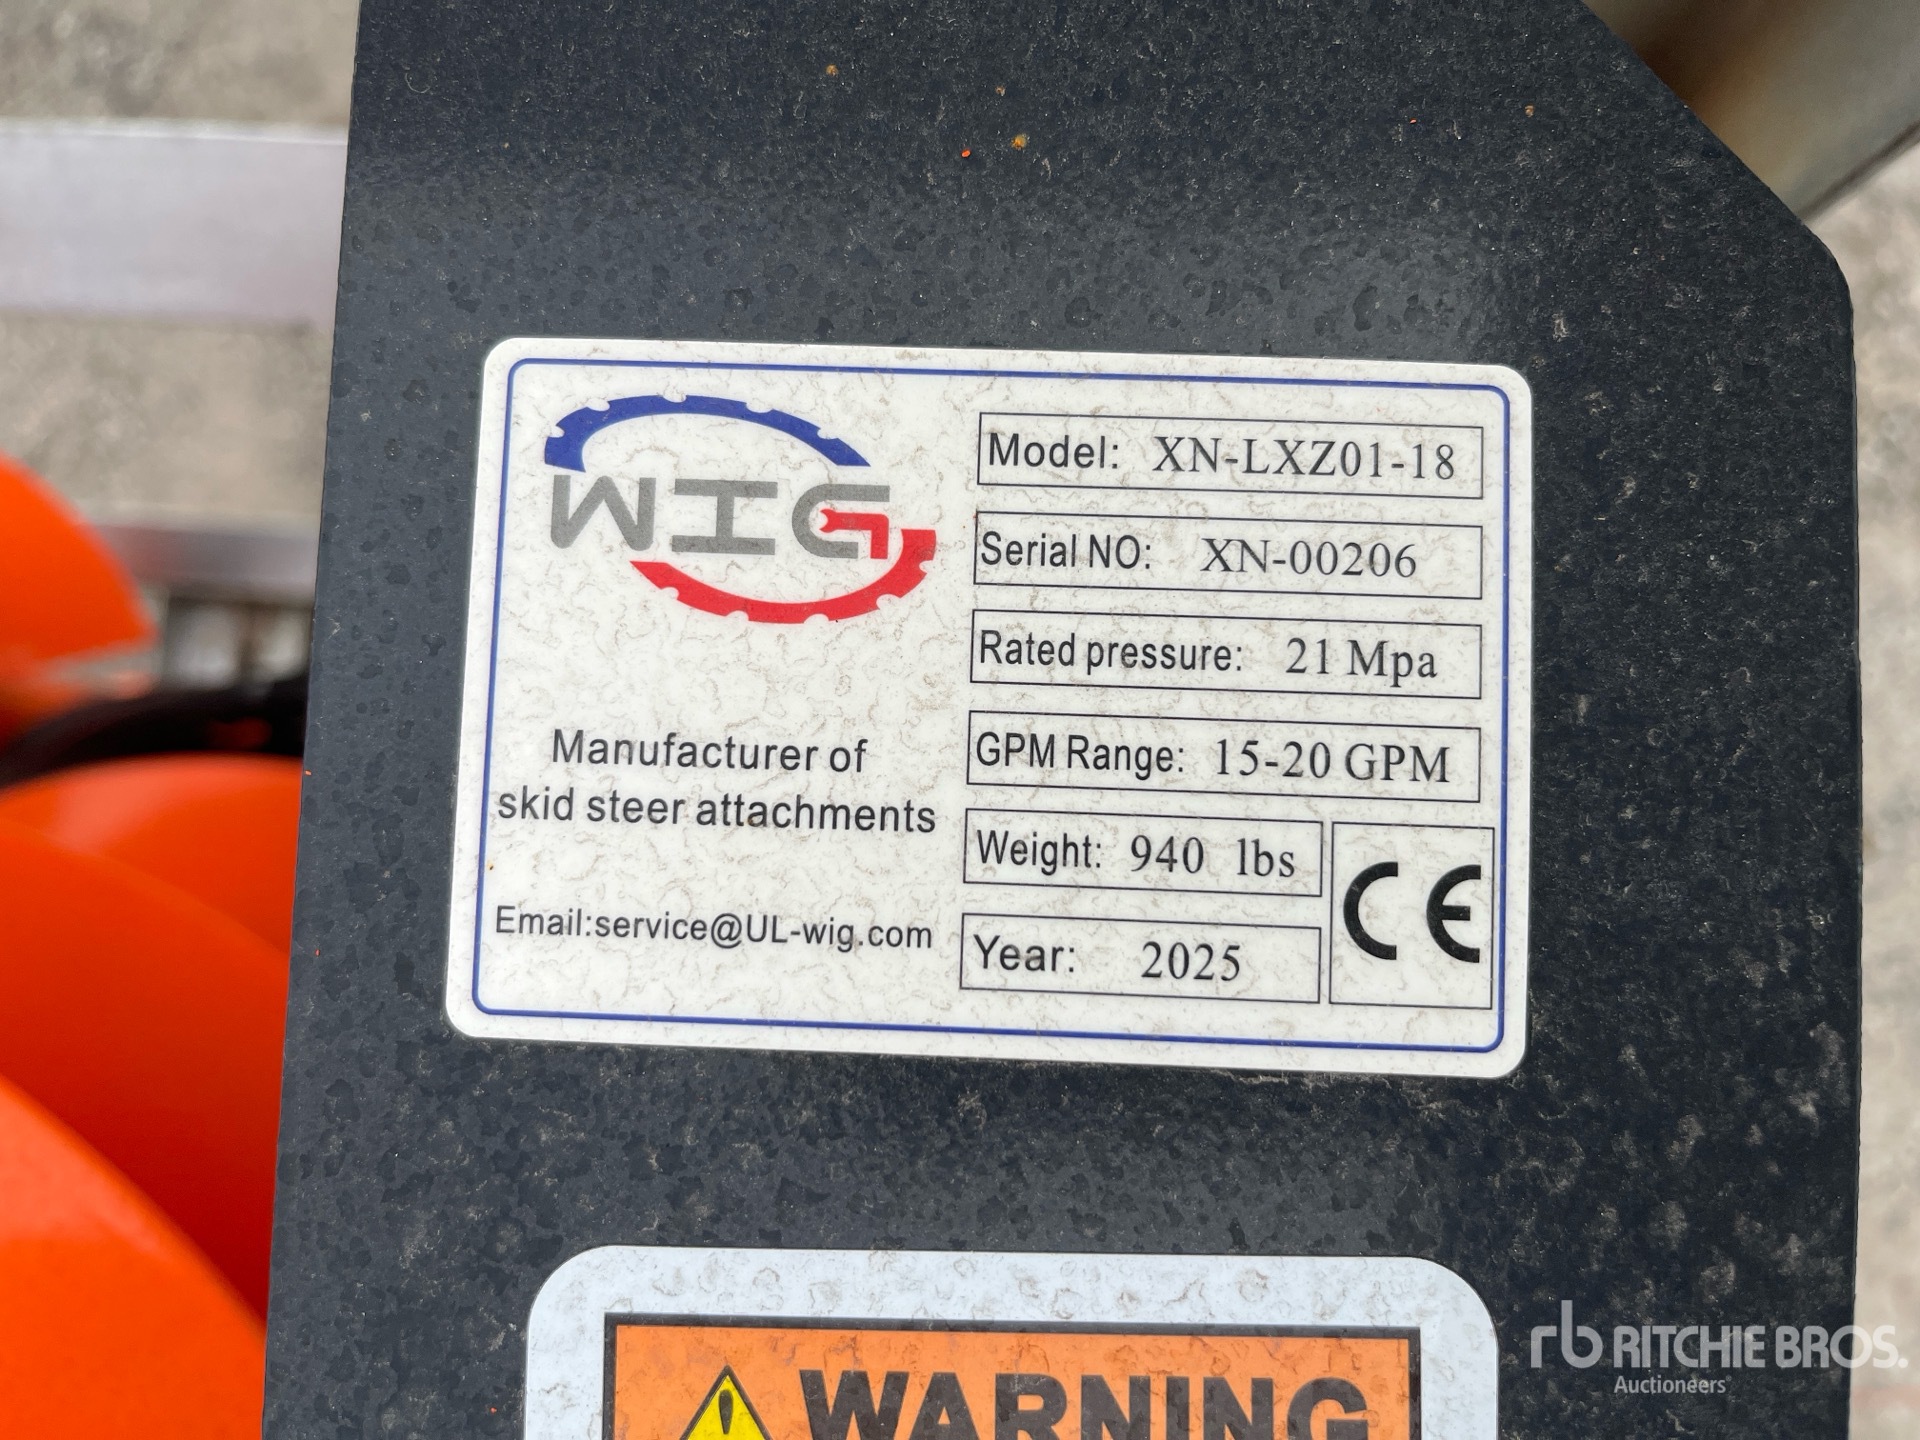 WIG
Manufacturer of
skid steer attachments
Email:service@UL-wig.com
Model: XN-LXZ01-18
Serial NO: XN-00206
Rated pressure: 21 Mpa
GPM Range: 15-20 GPM
Weight: 940 lbs
Year: 2025
CE
WARNING
rb RITCHIE BROS.
Auctioneers